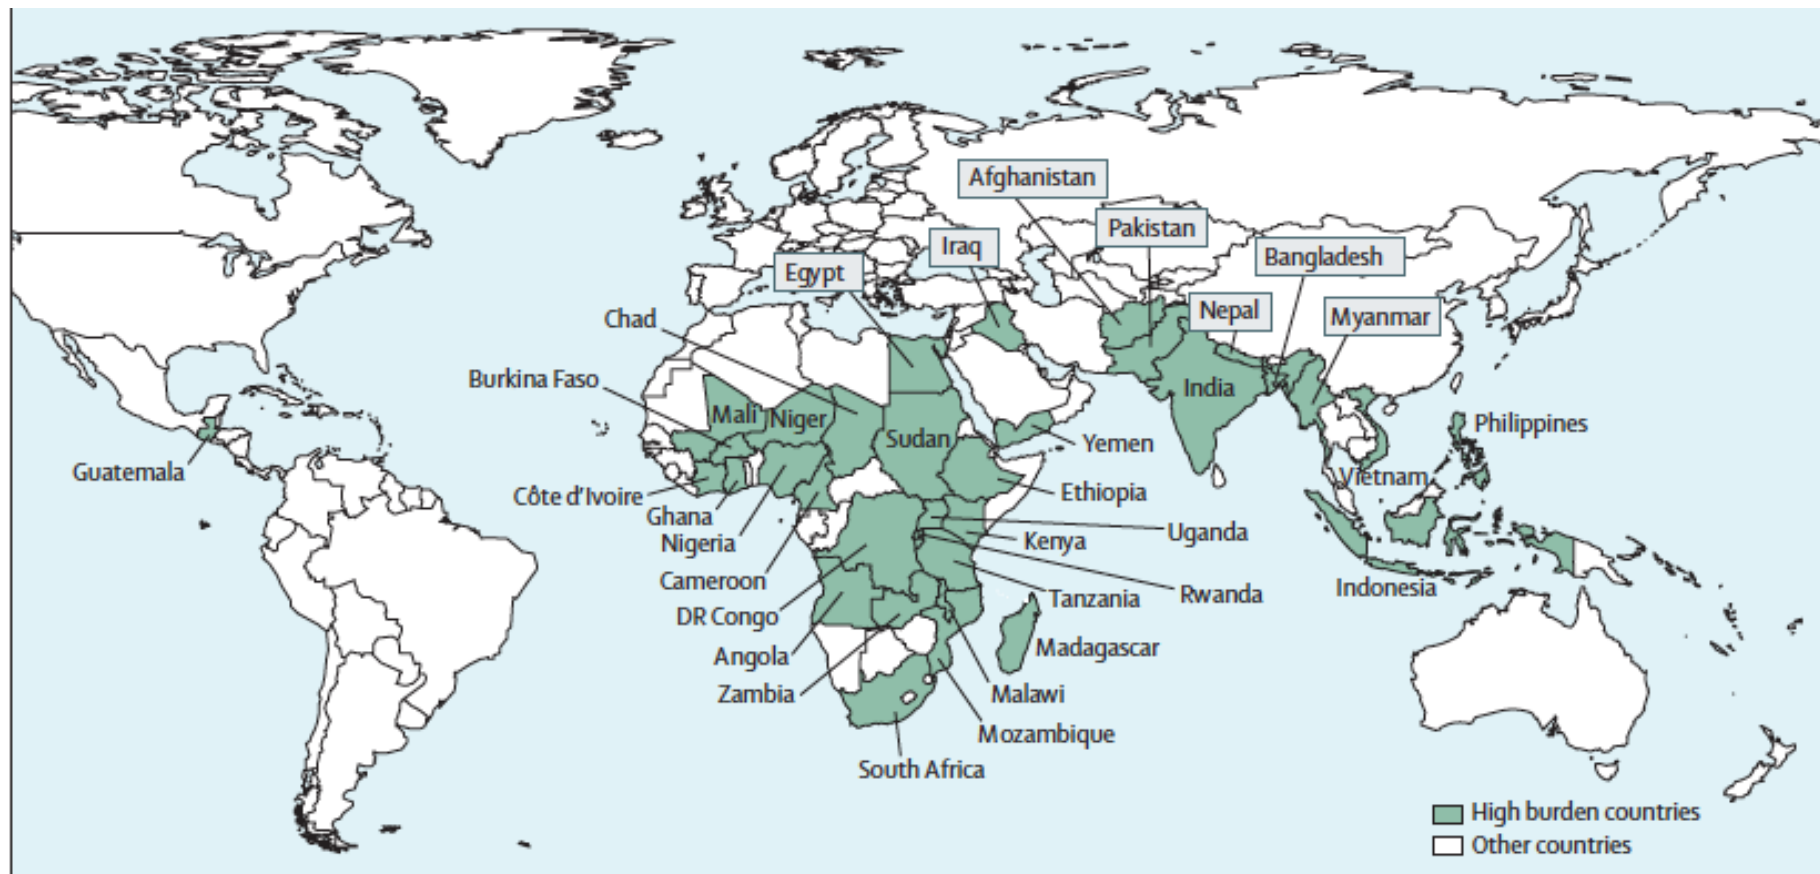 Afghanistan
Pakistan
Iraq
Bangladesh
Egypt
Nepal
Myanmar
Chad
Burkina Faso
Mali
Niger
India
Sudan
Philippines
Yemen
Guatemala
Vietnam
Côte d'Ivoire
Ethiopia
Ghana
Uganda
Nigeria
Kenya
Cameroon
Indonesia
Rwanda
Tanzania
DR Congo
Madagascar
Angola
Zambia
Malawi
Mozambique
South Africa
High burden countries
Other countries